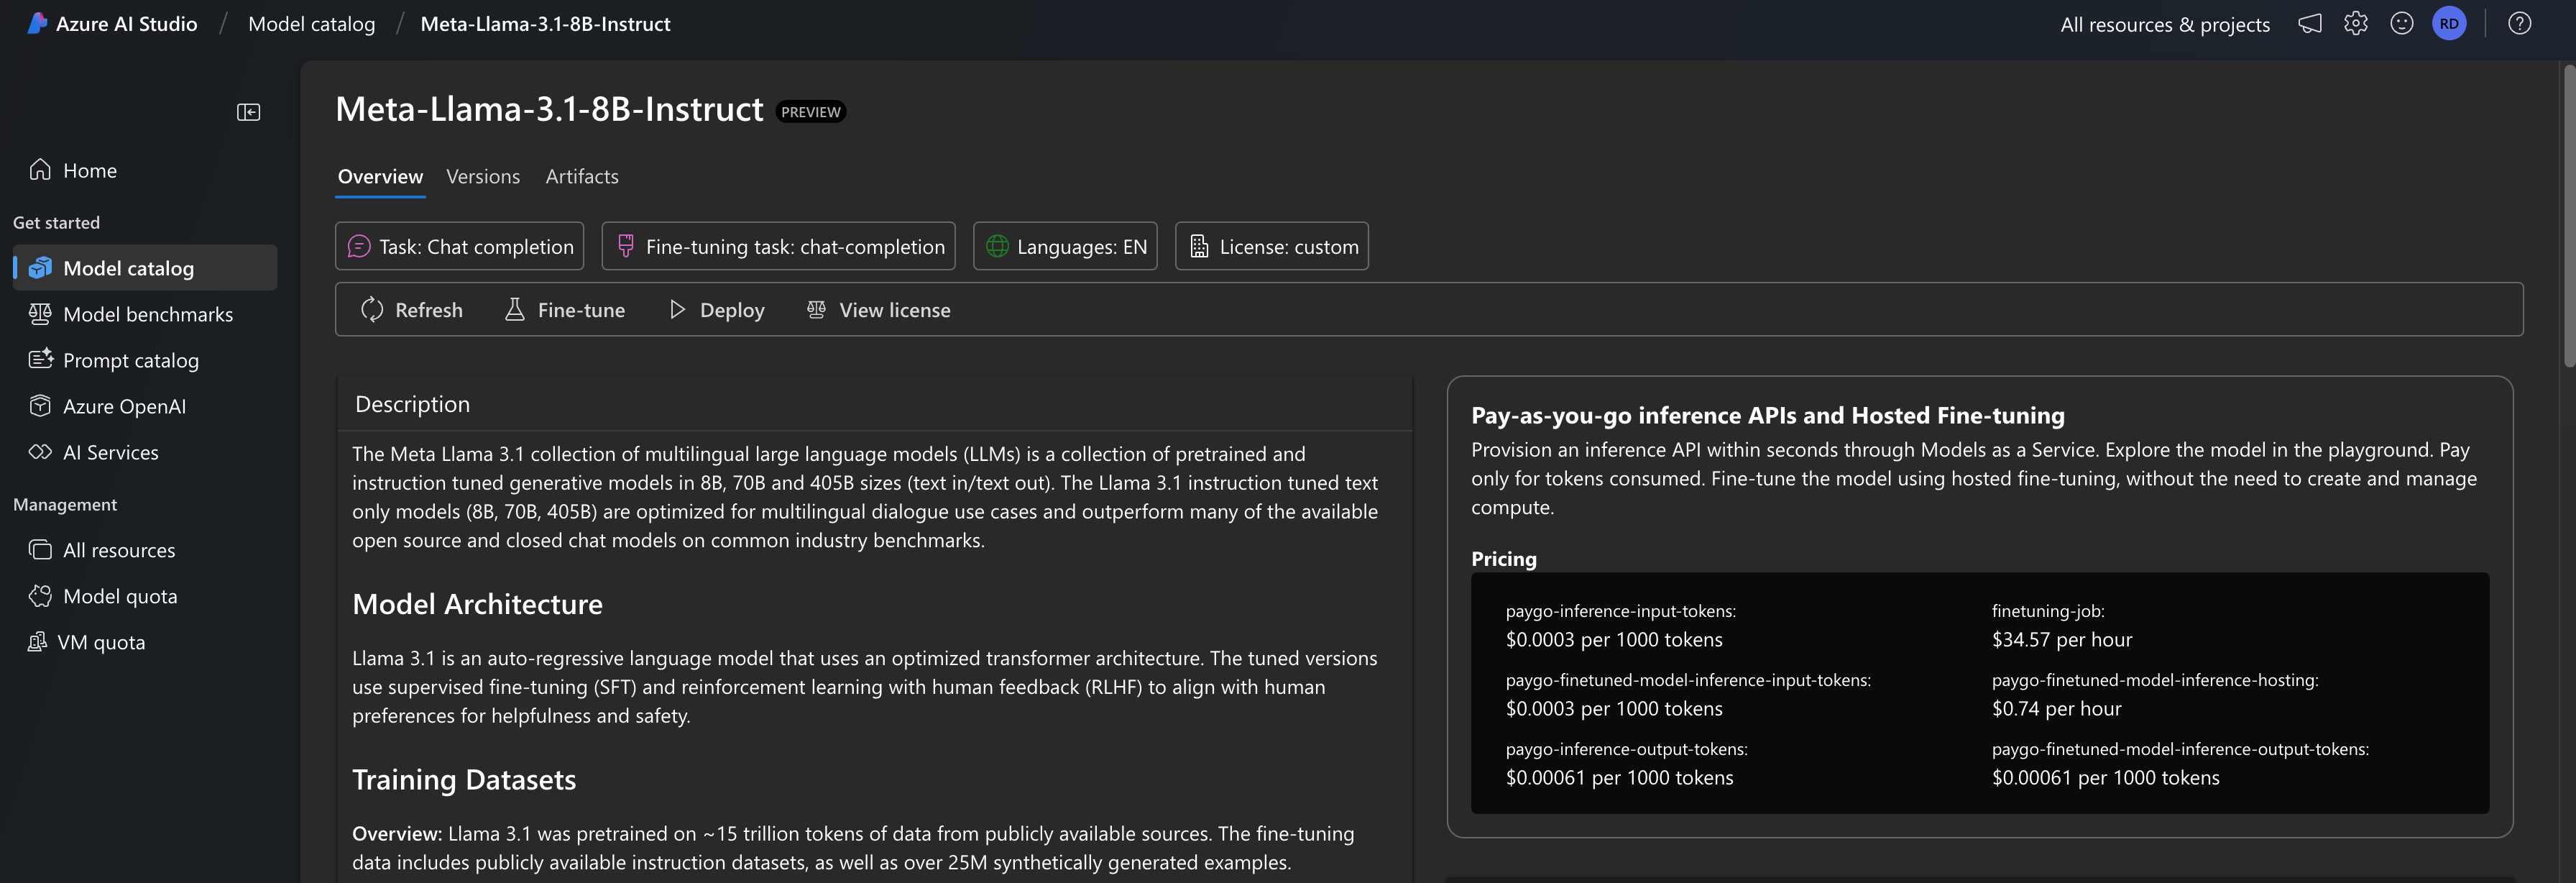 Azure AI Studio / Model catalog / Meta-Llama-3.1-8B-Instruct
All resources & projects
RD
Home
Get started
Model catalog
Model benchmarks
Prompt catalog
Azure OpenAI
AI Services
Management
All resources
Model quota
VM quota
Meta-Llama-3.1-8B-Instruct PREVIEW
Overview Versions Artifacts
Task: Chat completion
Fine-tuning task: chat-completion
Languages: EN
License: custom
Refresh Fine-tune Deploy View license
Description
The Meta Llama 3.1 collection of multilingual large language models (LLMs) is a collection of pretrained and
instruction tuned generative models in 8B, 70B and 405B sizes (text in/text out). The Llama 3.1 instruction tuned text
only models (8B, 70B, 405B) are optimized for multilingual dialogue use cases and outperform many of the available
open source and closed chat models on common industry benchmarks.
Model Architecture
Llama 3.1 is an auto-regressive language model that uses an optimized transformer architecture. The tuned versions
use supervised fine-tuning (SFT) and reinforcement learning with human feedback (RLHF) to align with human
preferences for helpfulness and safety.
Training Datasets
Overview: Llama 3.1 was pretrained on ~15 trillion tokens of data from publicly available sources. The fine-tuning
data includes publicly available instruction datasets, as well as over 25M synthetically generated examples.
Pay-as-you-go inference APIs and Hosted Fine-tuning
Provision an inference API within seconds through Models as a Service. Explore the model in the playground. Pay
only for tokens consumed. Fine-tune the model using hosted fine-tuning, without the need to create and manage
compute.
Pricing
paygo-inference-input-tokens:
$0.0003 per 1000 tokens
finetuning-job:
$34.57 per hour
paygo-finetuned-model-inference-input-tokens:
$0.0003 per 1000 tokens
paygo-finetuned-model-inference-hosting:
$0.74 per hour
paygo-inference-output-tokens:
$0.00061 per 1000 tokens
paygo-finetuned-model-inference-output-tokens:
$0.00061 per 1000 tokens